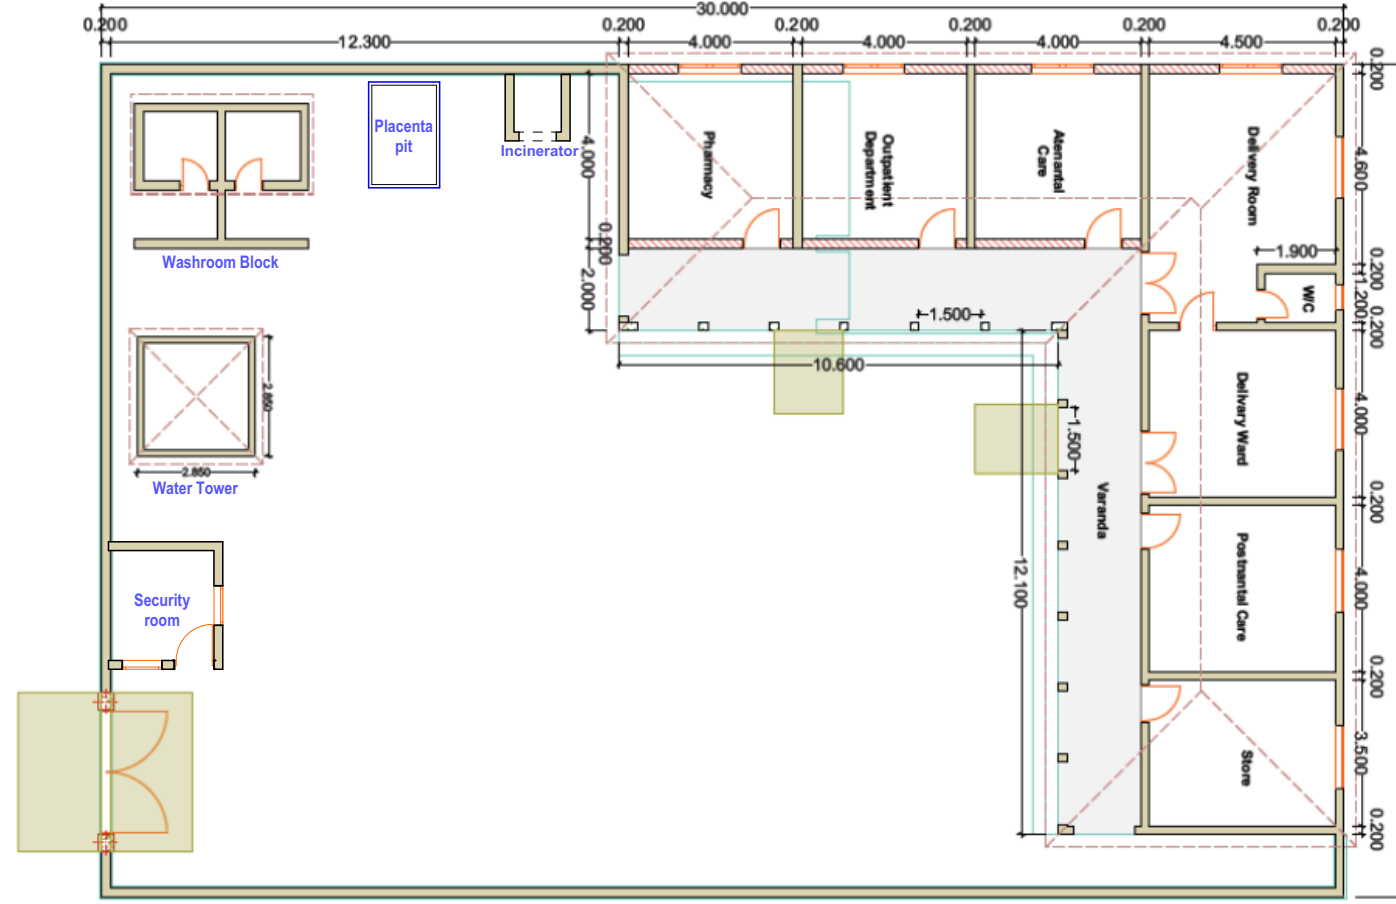 30.000
0.200
0.200
0.200
0.200
0.200
0.200
12.300
4.000
4.000
4.000
4.500
0.200
Placenta
pit
Incinerator
4.000
Pharmacy
Outpatient
Department
Atenantal
Care
Delivery Room
4.600
0.200
2.000
Washroom Block
1.900
0.200
W/C
1.200
0.200
1.500
10.600
2.850
2.850
Water Tower
1.500
Delivary Ward
4.000
0.200
Varanda
12.100
Postnantal Care
4.000
Security
room
0.200
Store
3.500
0.200